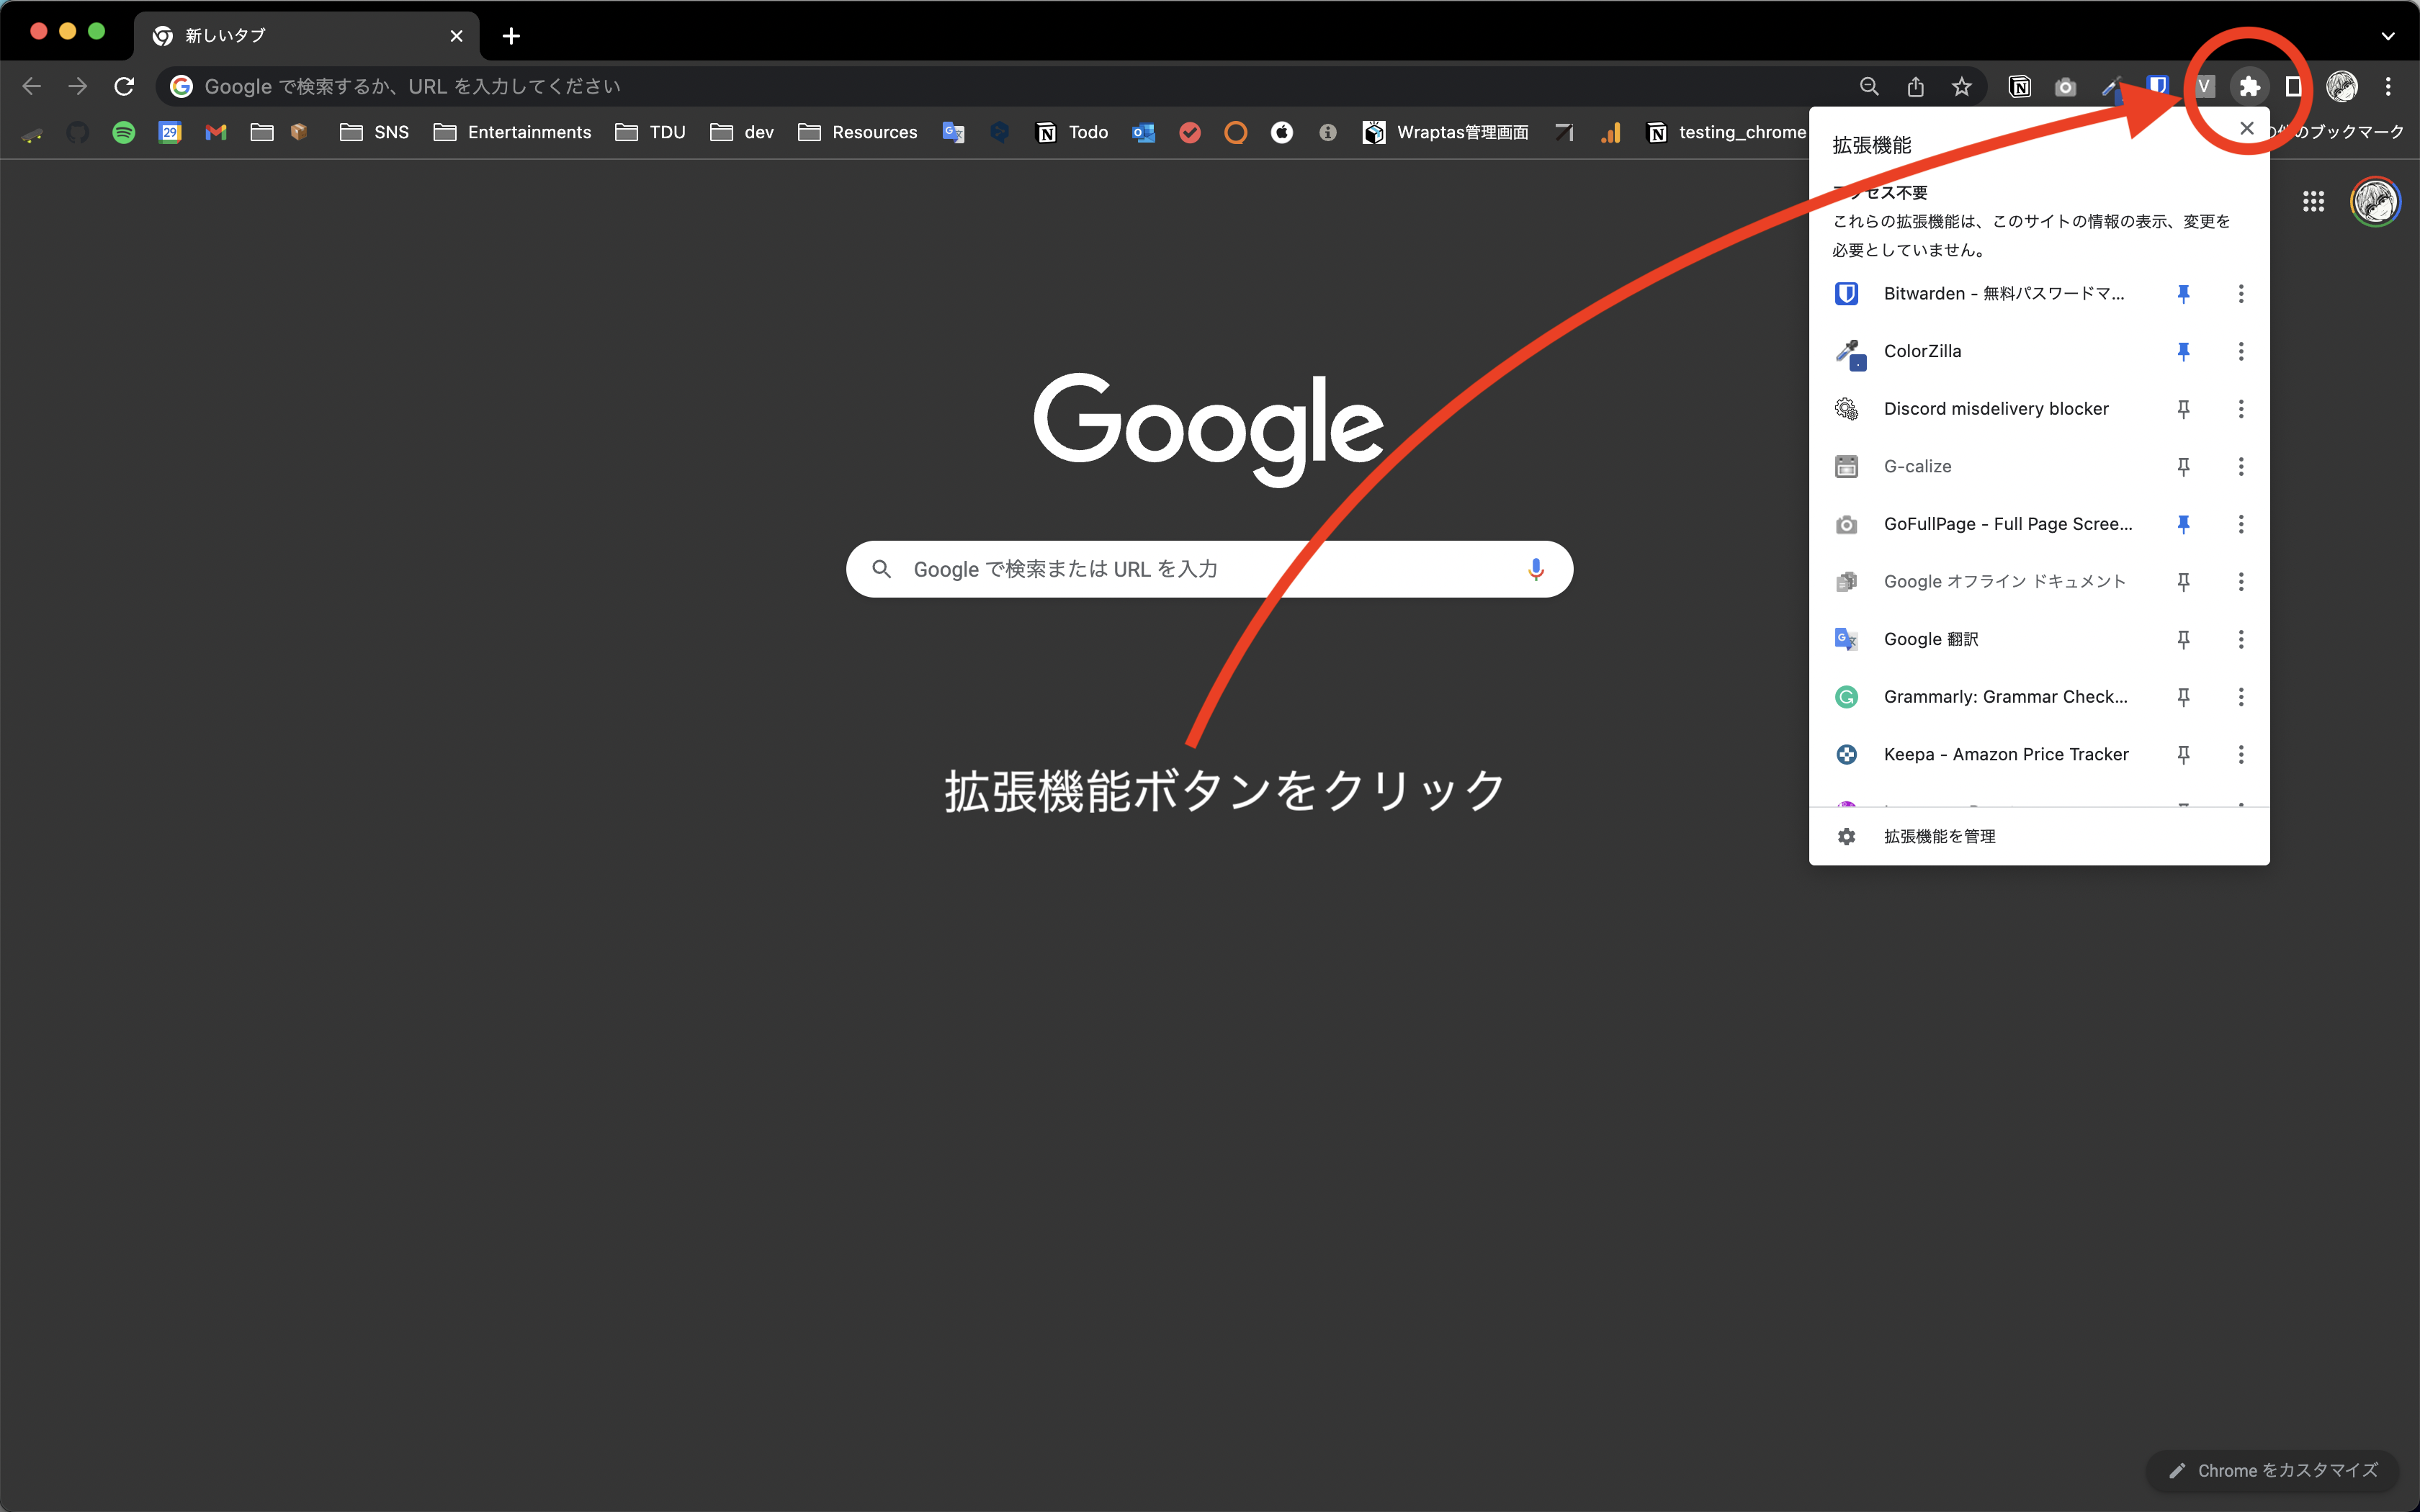 新しいタブ
Google で検索するか、URL を入力してください
V
29
SNS
Entertainments
TDU
dev
Resources
Todo
Wraptas管理画面
testing_chrome
のブックマーク
拡張機能
セス不要
これらの拡張機能は、このサイトの情報の表示、変更を
必要としていません。
Bitwarden - 無料パスワードマ...
ColorZilla
Discord misdelivery blocker
G-calize
GoFullPage - Full Page Scree...
Google オフライン ドキュメント
Google 翻訳
Grammarly: Grammar Check...
Keepa - Amazon Price Tracker
拡張機能を管理
Google
Google で検索または URL を入力
拡張機能ボタンをクリック
Chrome をカスタマイズ